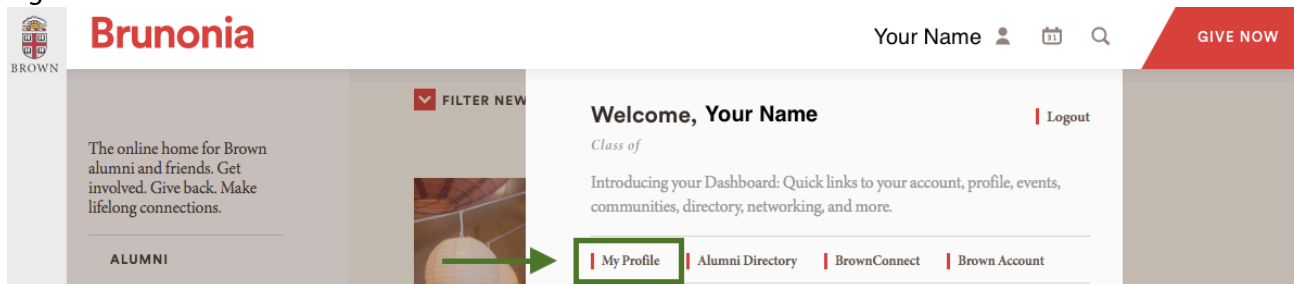 Brunonia
Your Name
31
GIVE NOW
BROWN
FILTER NEW
Welcome, Your Name
Logout
Class of
The online home for Brown
alumni and friends. Get
involved. Give back. Make
lifelong connections.
Introducing your Dashboard: Quick links to your account, profile, events,
communities, directory, networking, and more.
ALUMNI
My Profile
Alumni Directory
BrownConnect
Brown Account